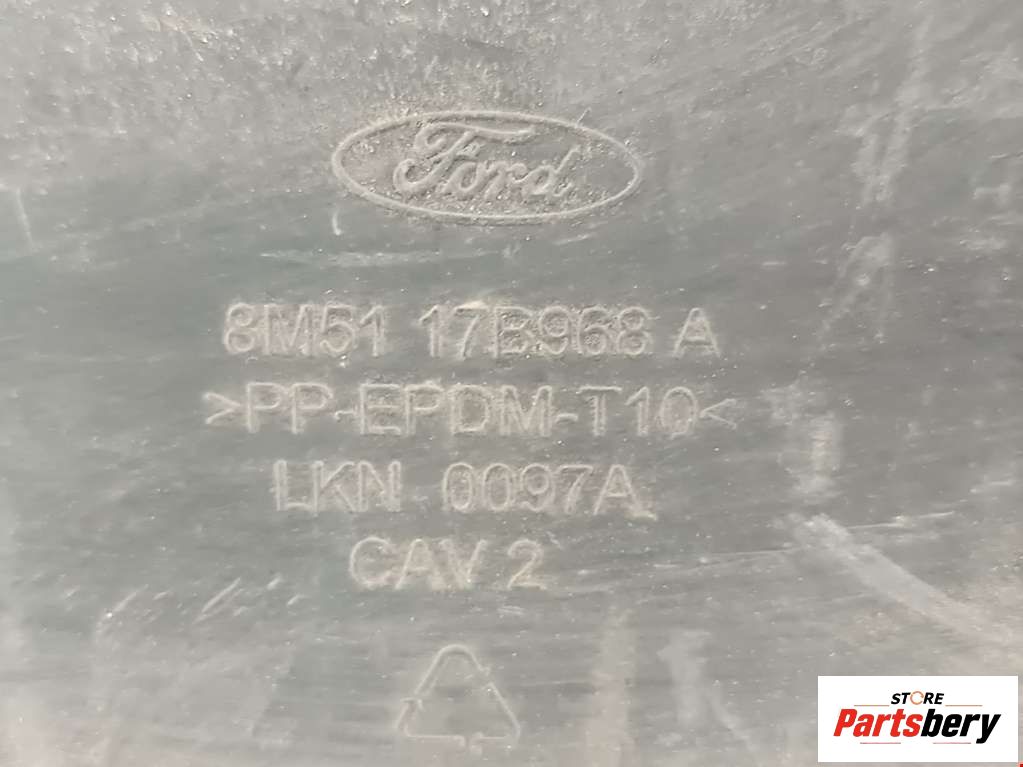 Ford
8M51 17B968 A
>PP-EPDM-T10<
LKN 0097A
CAV 2
STORE
Partsbery